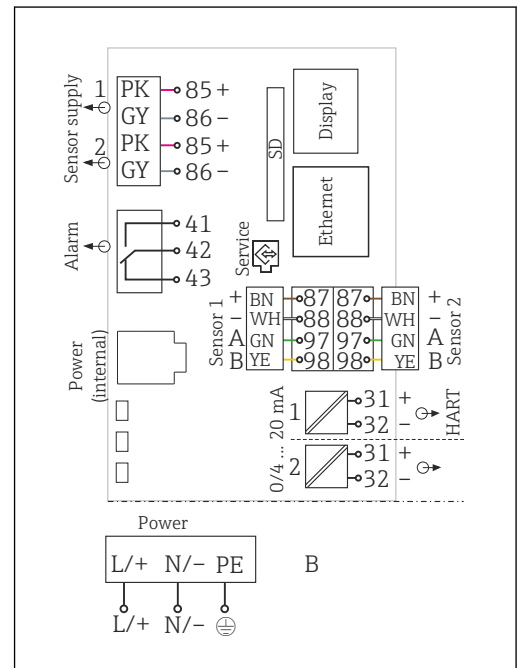 Sensor supply
1 PK 85 +
GY 86 -
2 PK 85 +
GY 86 -
Display
SD
Ethernet
Alarm
41
42
43
Service
Power
(internal)
Sensor 1
+ BN 87 87 BN +
- WH 88 88 WH -
A GN 97 97 GN A
B YE 98 98 YE B
Sensor 2
0/4 ... 20 mA
1 31 +
32 -
HART
2 31 +
32 -
Power
L/+ N/- PE
B
L/+ N/-